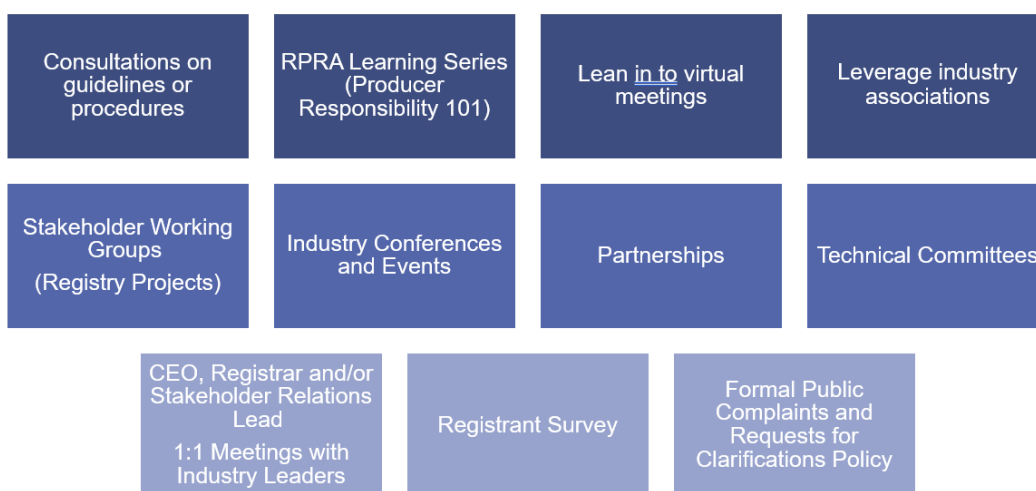 Consultations on
guidelines or
procedures
RPRA Learning Series
(Producer
Responsibility 101)
Lean in to virtual
meetings
Leverage industry
associations
Stakeholder Working
Groups
(Registry Projects)
Industry Conferences
and Events
Partnerships
Technical Committees
CEO, Registrar and/or
Stakeholder Relations
Lead
1:1 Meetings with
Industry Leaders
Registrant Survey
Formal Public
Complaints and
Requests for
Clarifications Policy